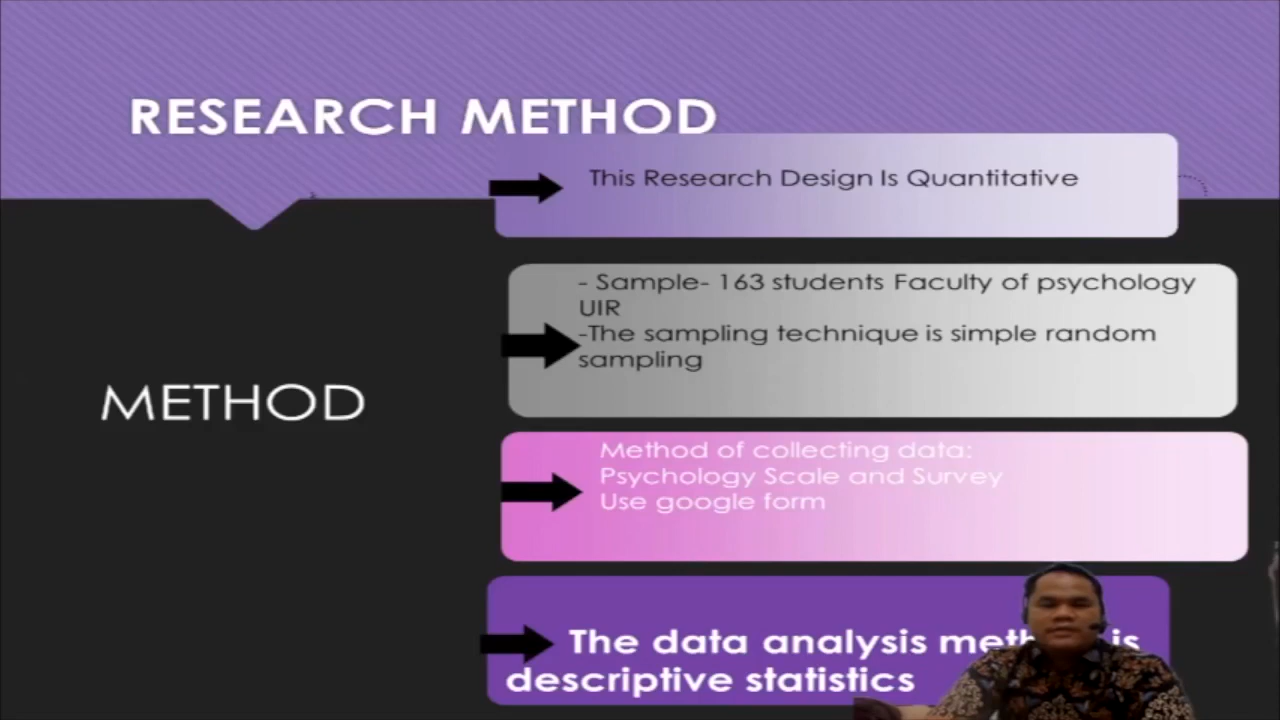 RESEARCH METHOD
This Research Design Is Quantitative
- Sample- 163 students Faculty of psychology
UIR
-The sampling technique is simple random
sampling
METHOD
Method of collecting data:
Psychology Scale and Survey
Use google form
The data analysis is
descriptive statistics